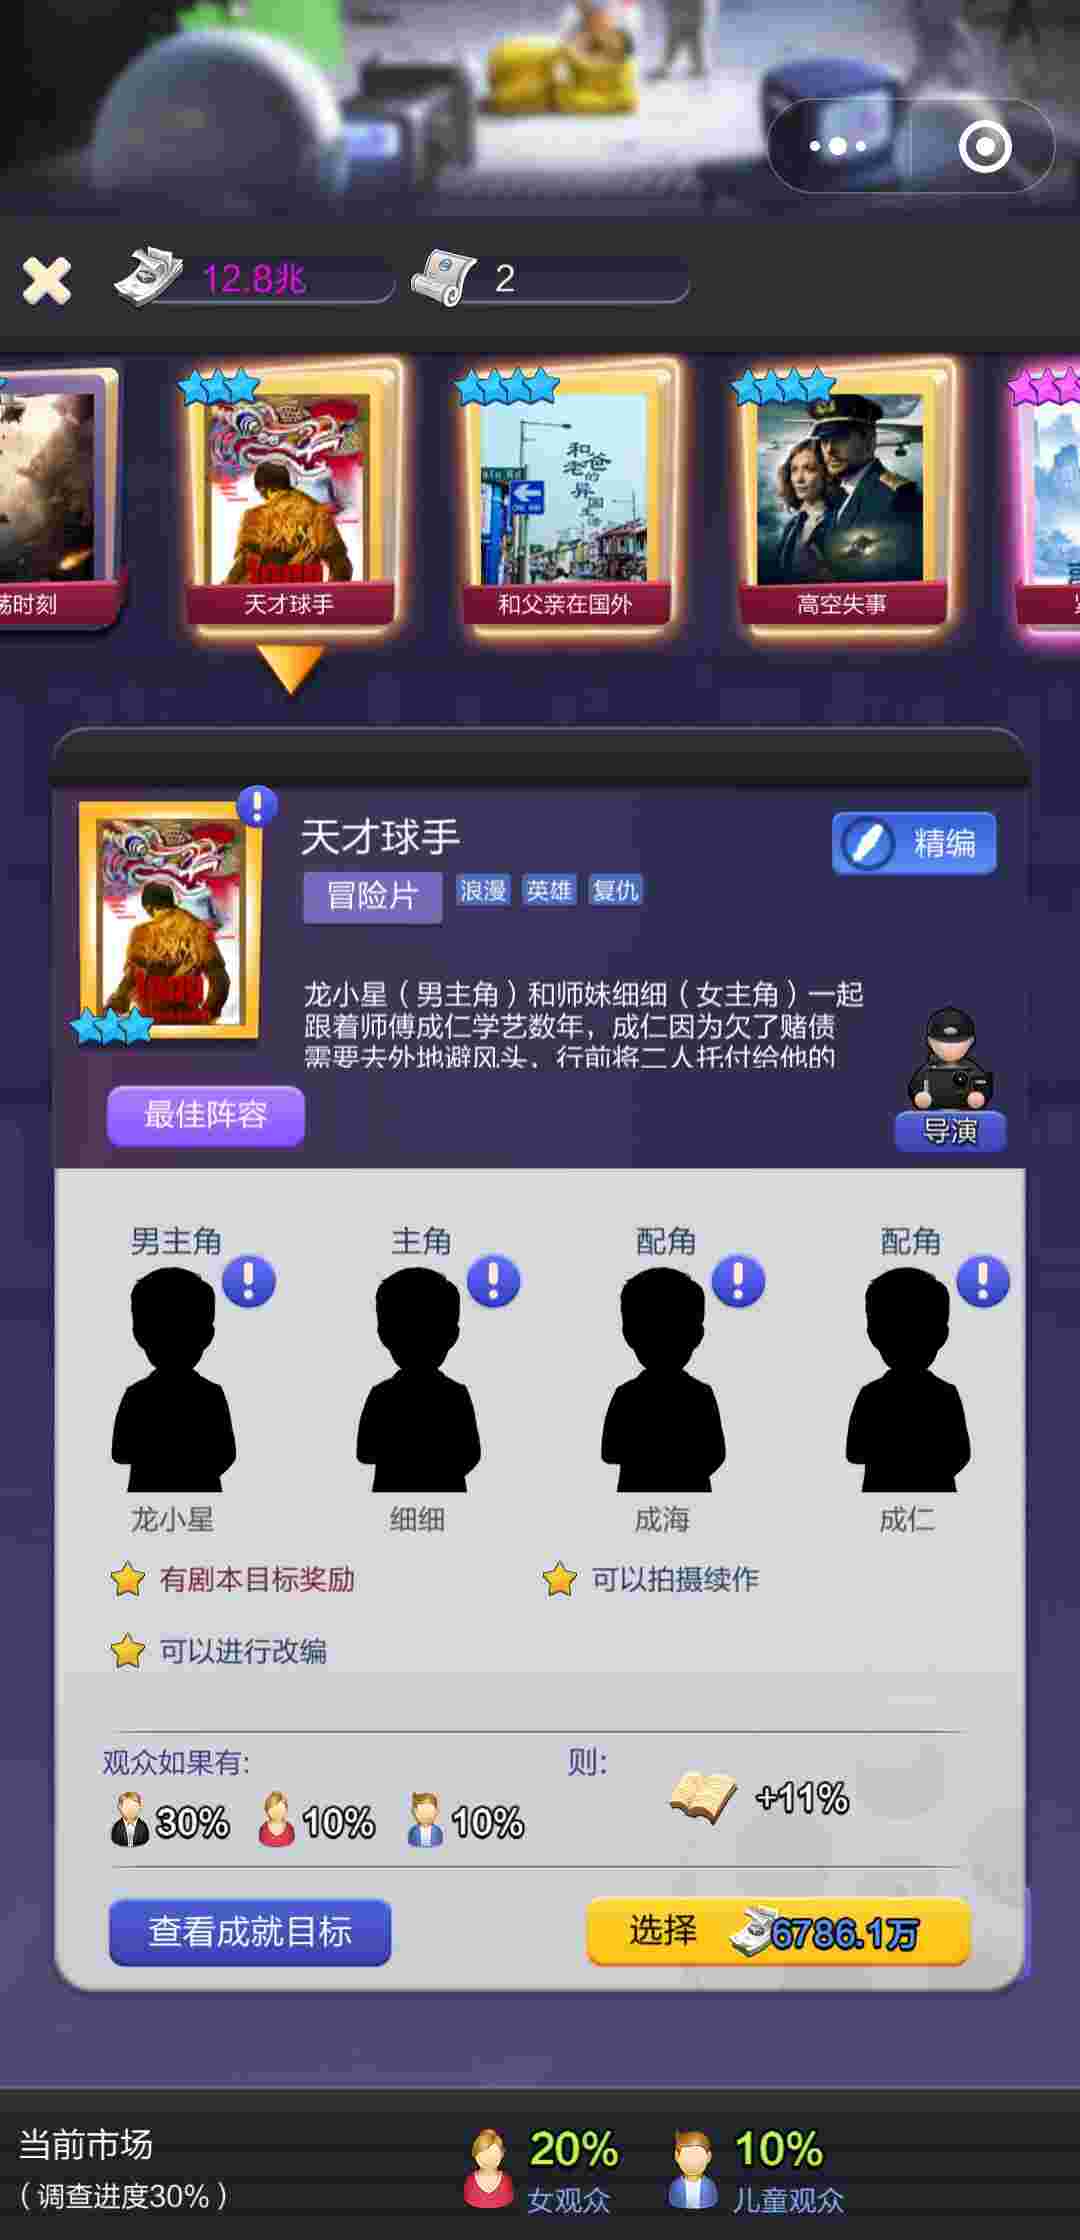 12.8兆
2
荡时刻
天才球手
和父亲在国外
高空失事
天才球手
精编
冒险片
浪漫
英雄
复仇
龙小星（男主角）和师妹细细（女主角）一起
跟着师傅成仁学艺数年，成仁因为欠了赌债
需要去外地避风头，行前将二人托付给他的
最佳阵容
导演
男主角
主角
配角
配角
龙小星
细细
成海
成仁
有剧本目标奖励
可以拍摄续作
可以进行改编
观众如果有:
则:
30%
10%
10%
+11%
查看成就目标
选择
6786.1万
当前市场
（调查进度30%）
20%
女观众
10%
儿童观众